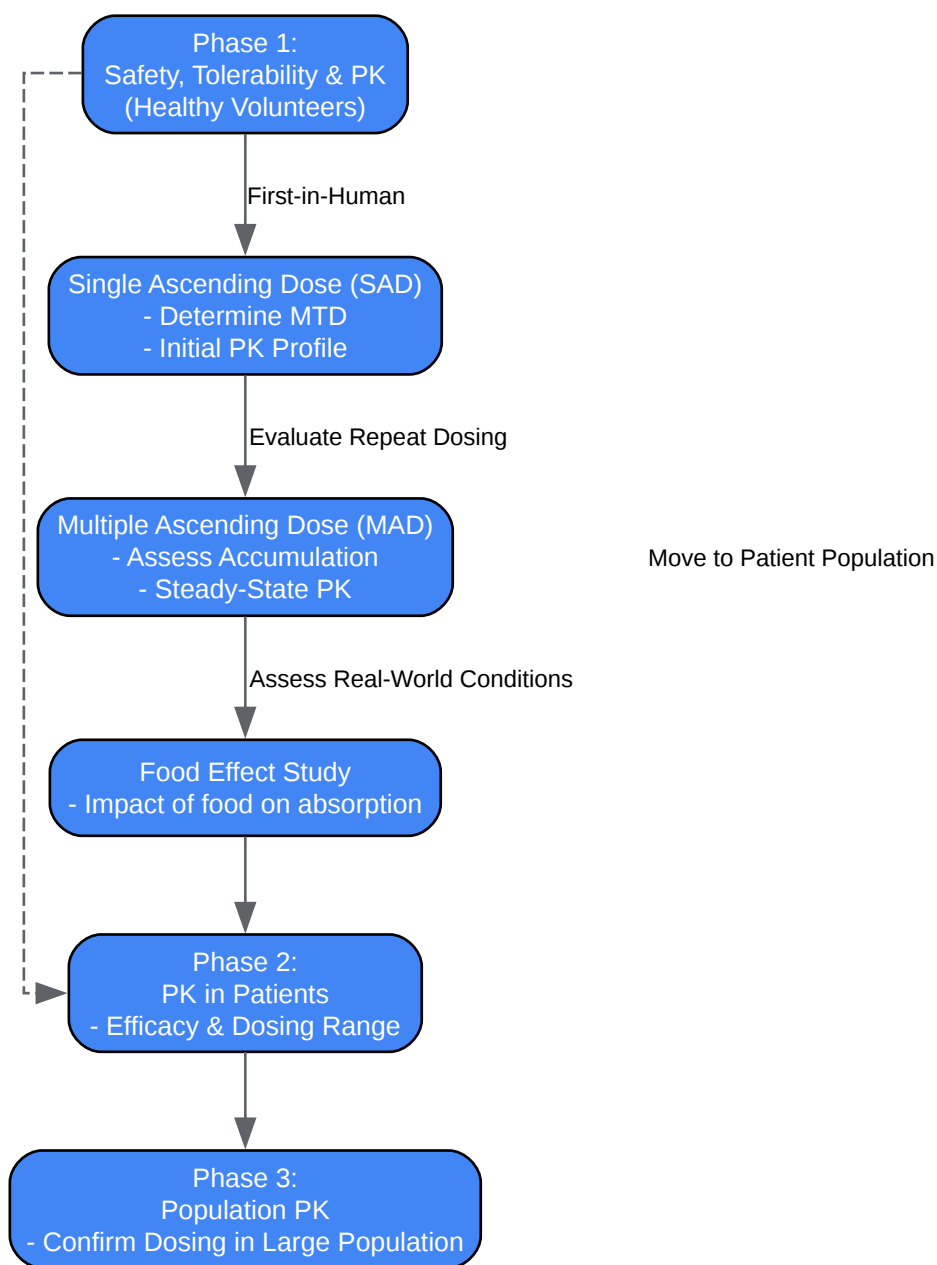 Phase 1:
Safety, Tolerability & PK
(Healthy Volunteers)
First-in-Human
Single Ascending Dose (SAD)
- Determine MTD
- Initial PK Profile
Evaluate Repeat Dosing
Multiple Ascending Dose (MAD)
- Assess Accumulation
- Steady-State PK
Move to Patient Population
Assess Real-World Conditions
Food Effect Study
- Impact of food on absorption
Phase 2:
PK in Patients
- Efficacy & Dosing Range
Phase 3:
Population PK
- Confirm Dosing in Large Population